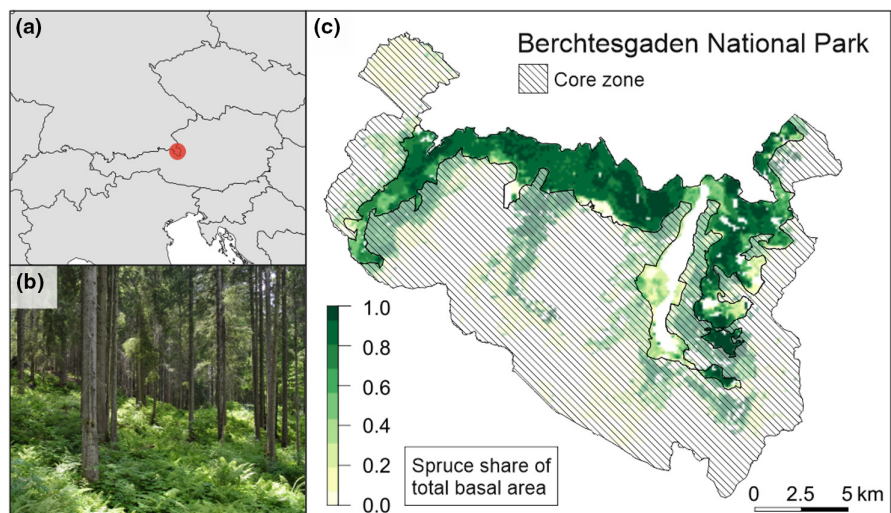 (a)
(b)
(c)
Berchtesgaden National Park
Core zone
1.0
0.8
0.6
0.4
0.2
0.0
Spruce share of
total basal area
0 2.5 5 km